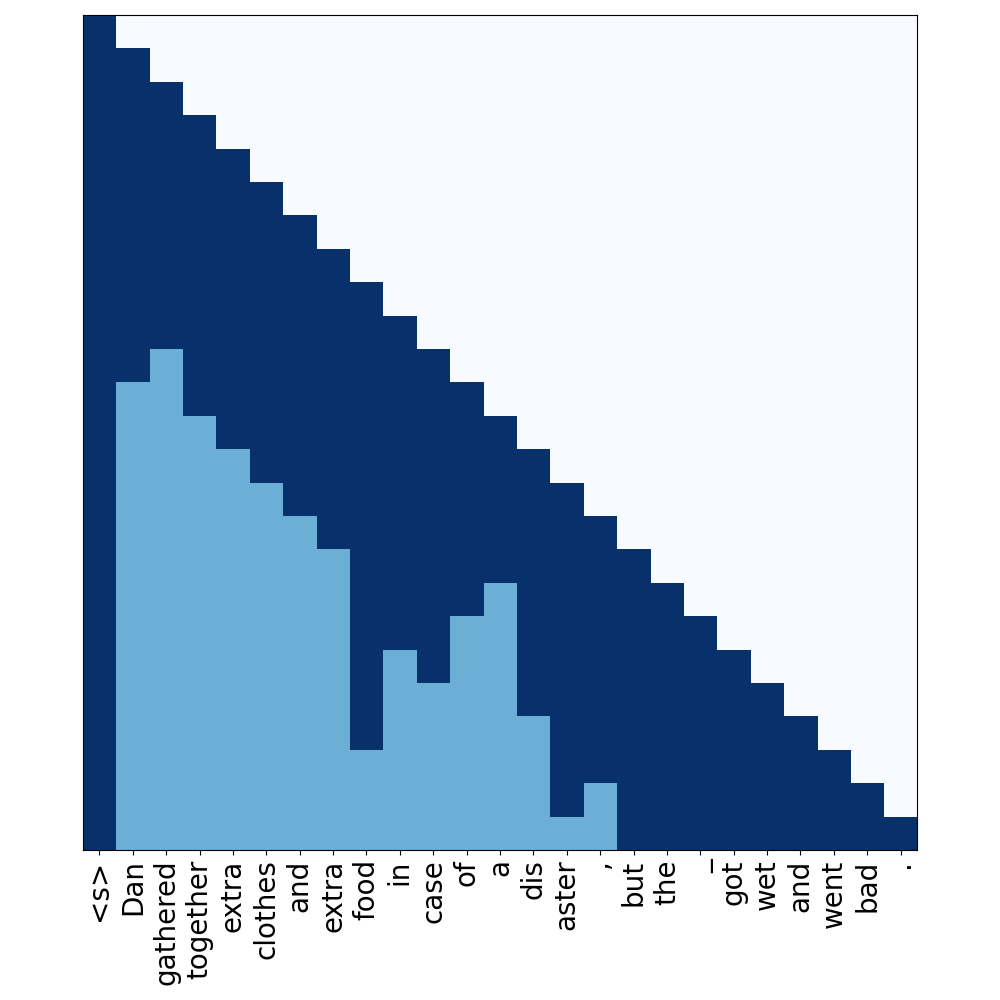 <s> Dan gathered together extra clothes and extra food in case of a dis aster , but the _ got wet and went bad .